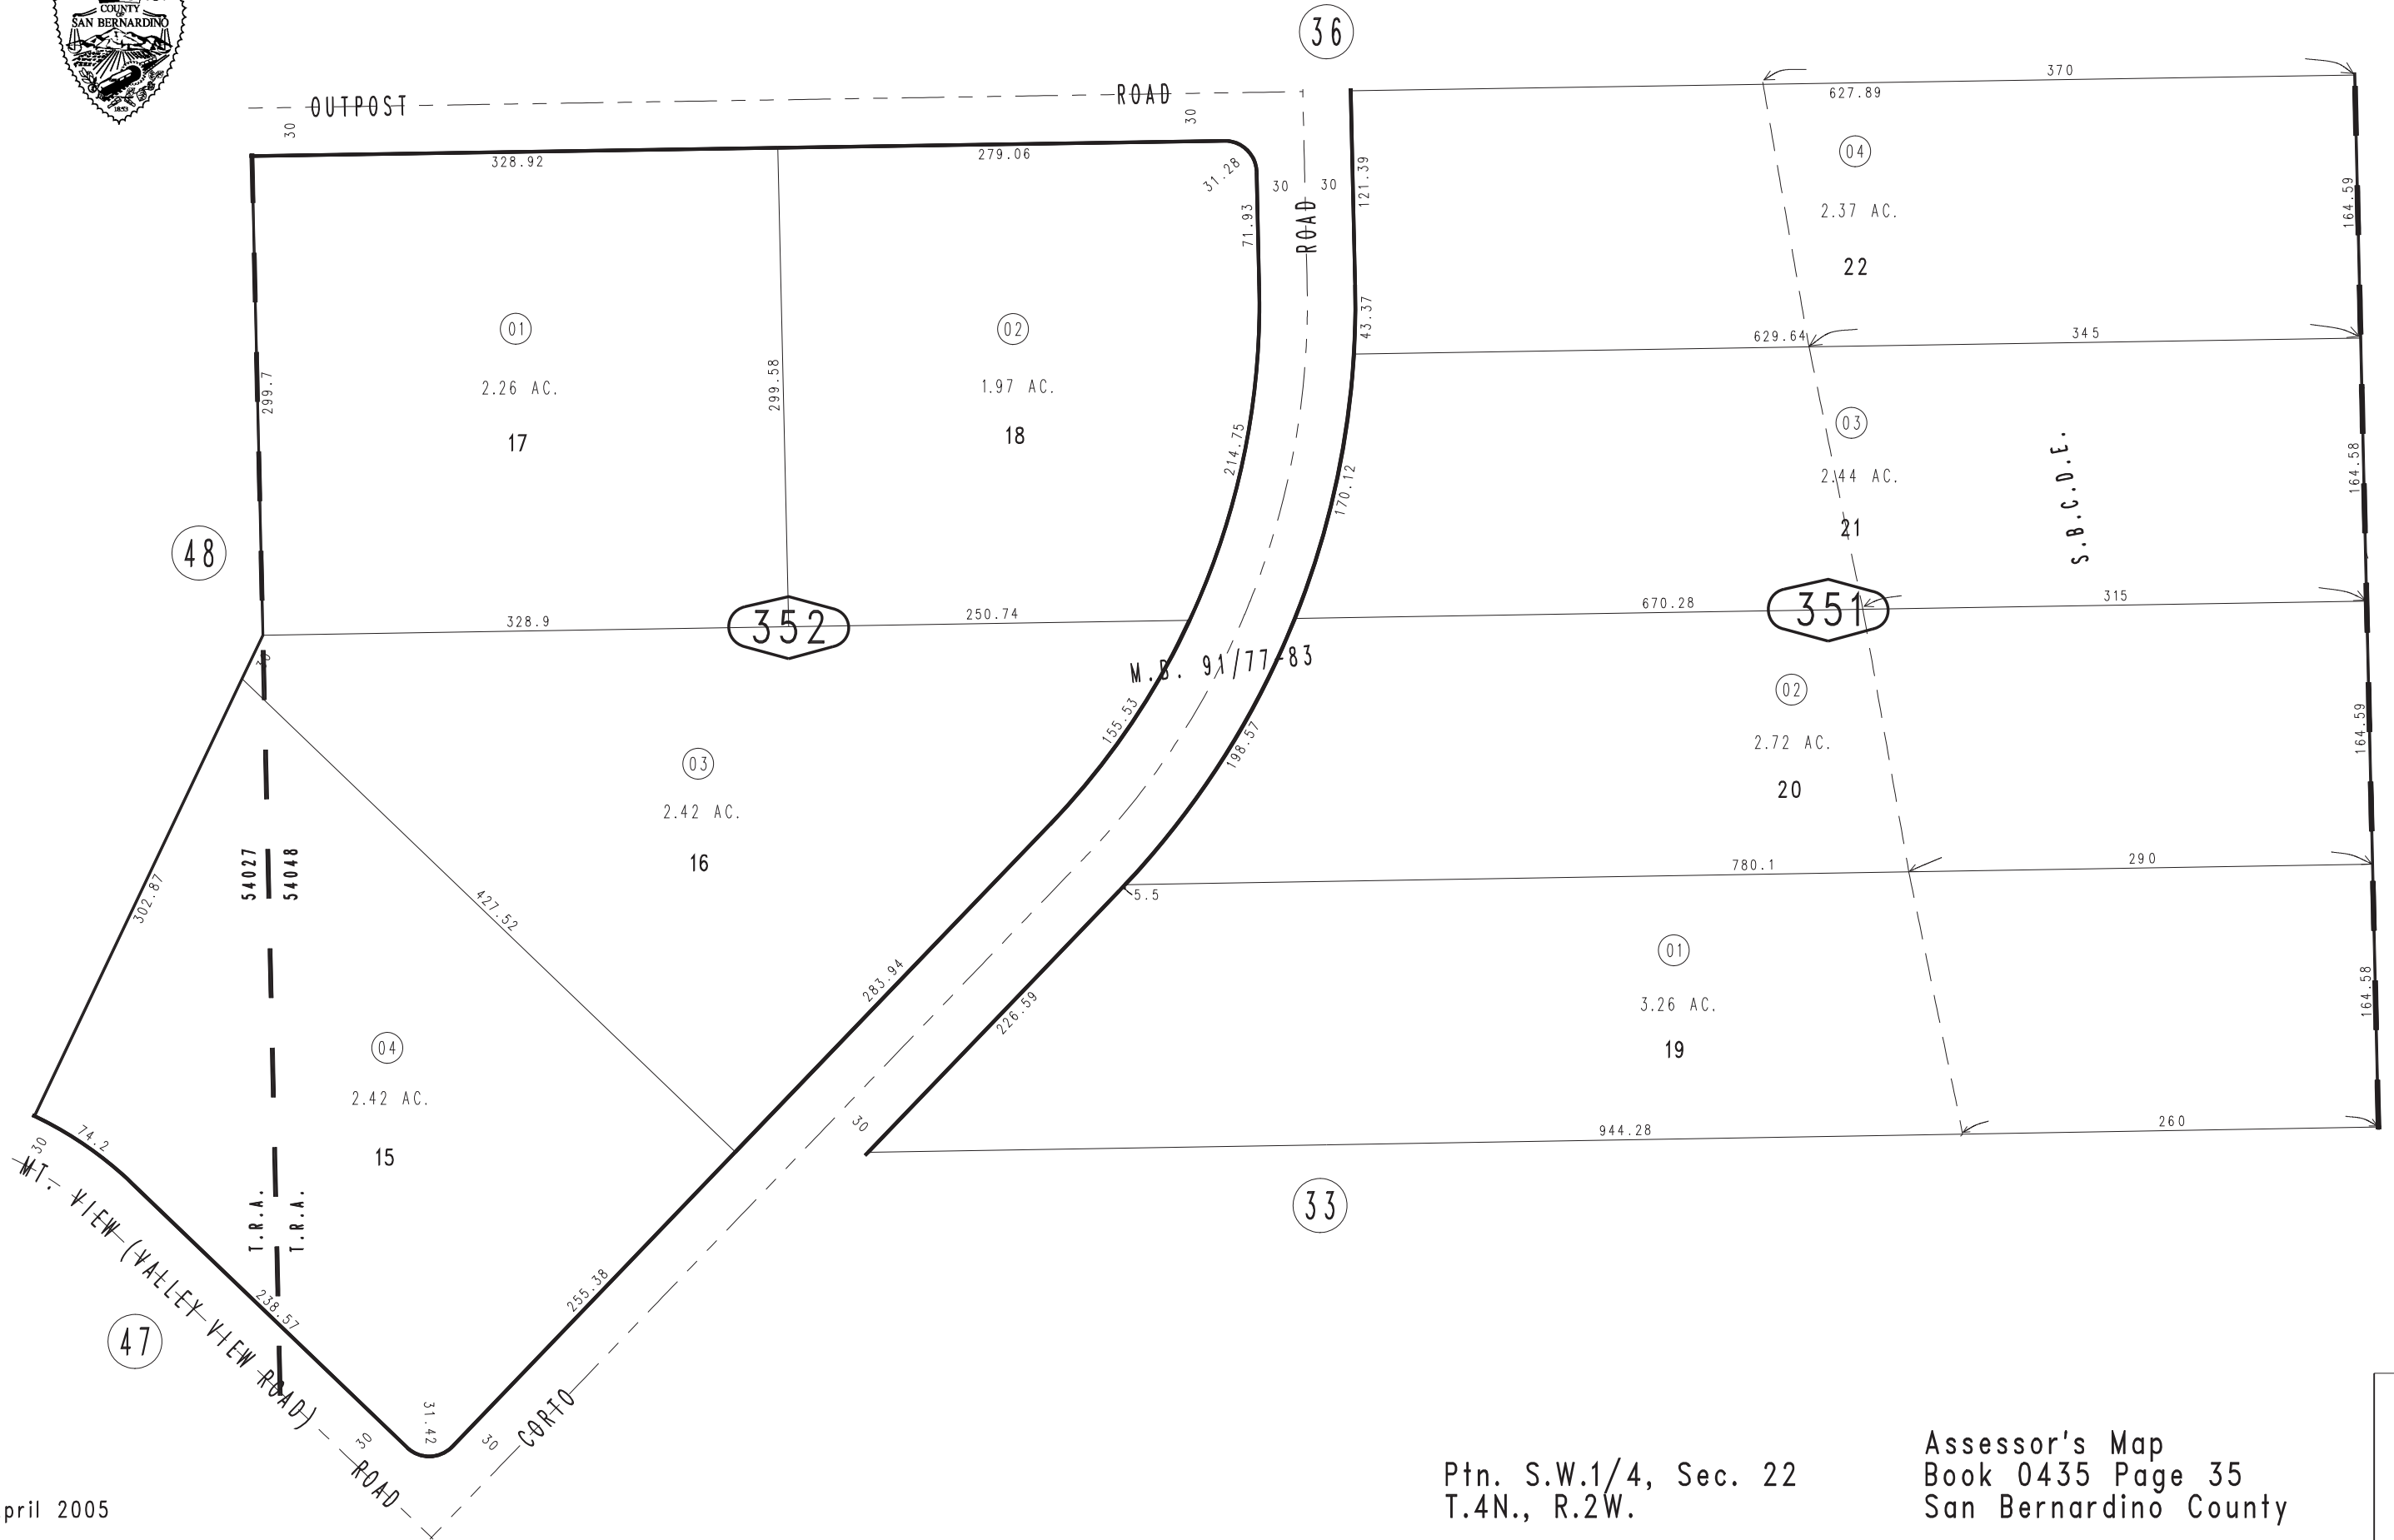 COUNTY
OF
SAN BERNARDINO
1853
36
OUTPOST ROAD
30
30
370
627.89
328.92
279.06
31.28
30
30
71.93
121.39
ROAD
04
2.37 AC.
22
164.59
01
2.26 AC.
17
299.7
299.58
02
1.97 AC.
18
43.37
629.64
345
214.75
170.12
03
2.44 AC.
21
S.B.C.D.E.
164.58
48
328.9
352
250.74
670.28
351
315
M.B. 91/77-83
155.53
198.57
02
2.72 AC.
20
164.59
03
2.42 AC.
16
54027
54048
302.87
427.52
780.1
290
5.5
283.94
226.59
01
3.26 AC.
19
164.58
04
2.42 AC.
15
74.2
30
30
944.28
260
T.R.A.
T.R.A.
MT. VIEW (VALLEY VIEW ROAD) ROAD
238.57
255.38
33
47
31.42
30
30
CORTO
Ptn. S.W.1/4, Sec. 22
T.4N., R.2W.
Assessor's Map
Book 0435 Page 35
San Bernardino County
pril 2005